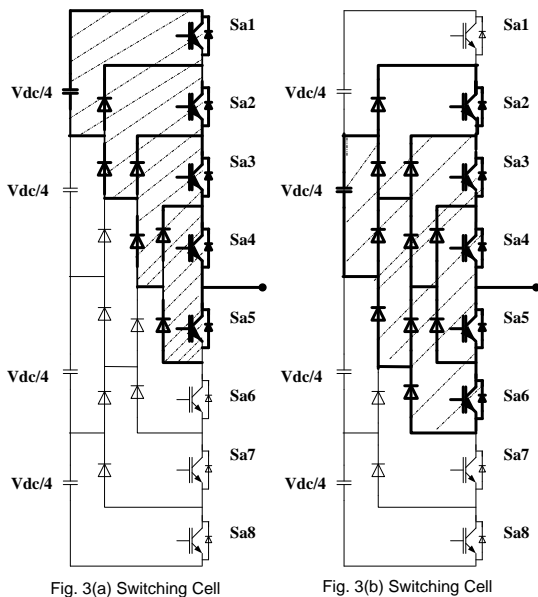 Sa1
Vdc/4
Sa2
Sa3
Vdc/4
Sa4
Sa5
Vdc/4
Sa6
Sa7
Vdc/4
Sa8
Fig. 3(a) Switching Cell
Sa1
Vdc/4
Sa2
Sa3
Vdc/4
Sa4
Sa5
Vdc/4
Sa6
Sa7
Vdc/4
Sa8
Fig. 3(b) Switching Cell